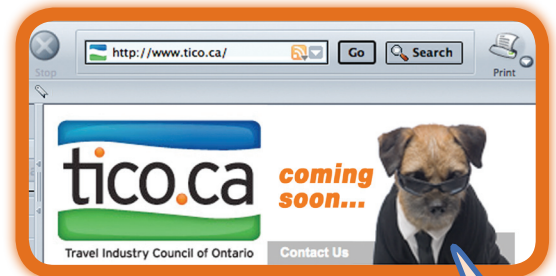 http://www.tico.ca/
Go
Search
Stop
Print
tico.ca
coming
soon...
Travel Industry Council of Ontario
Contact Us